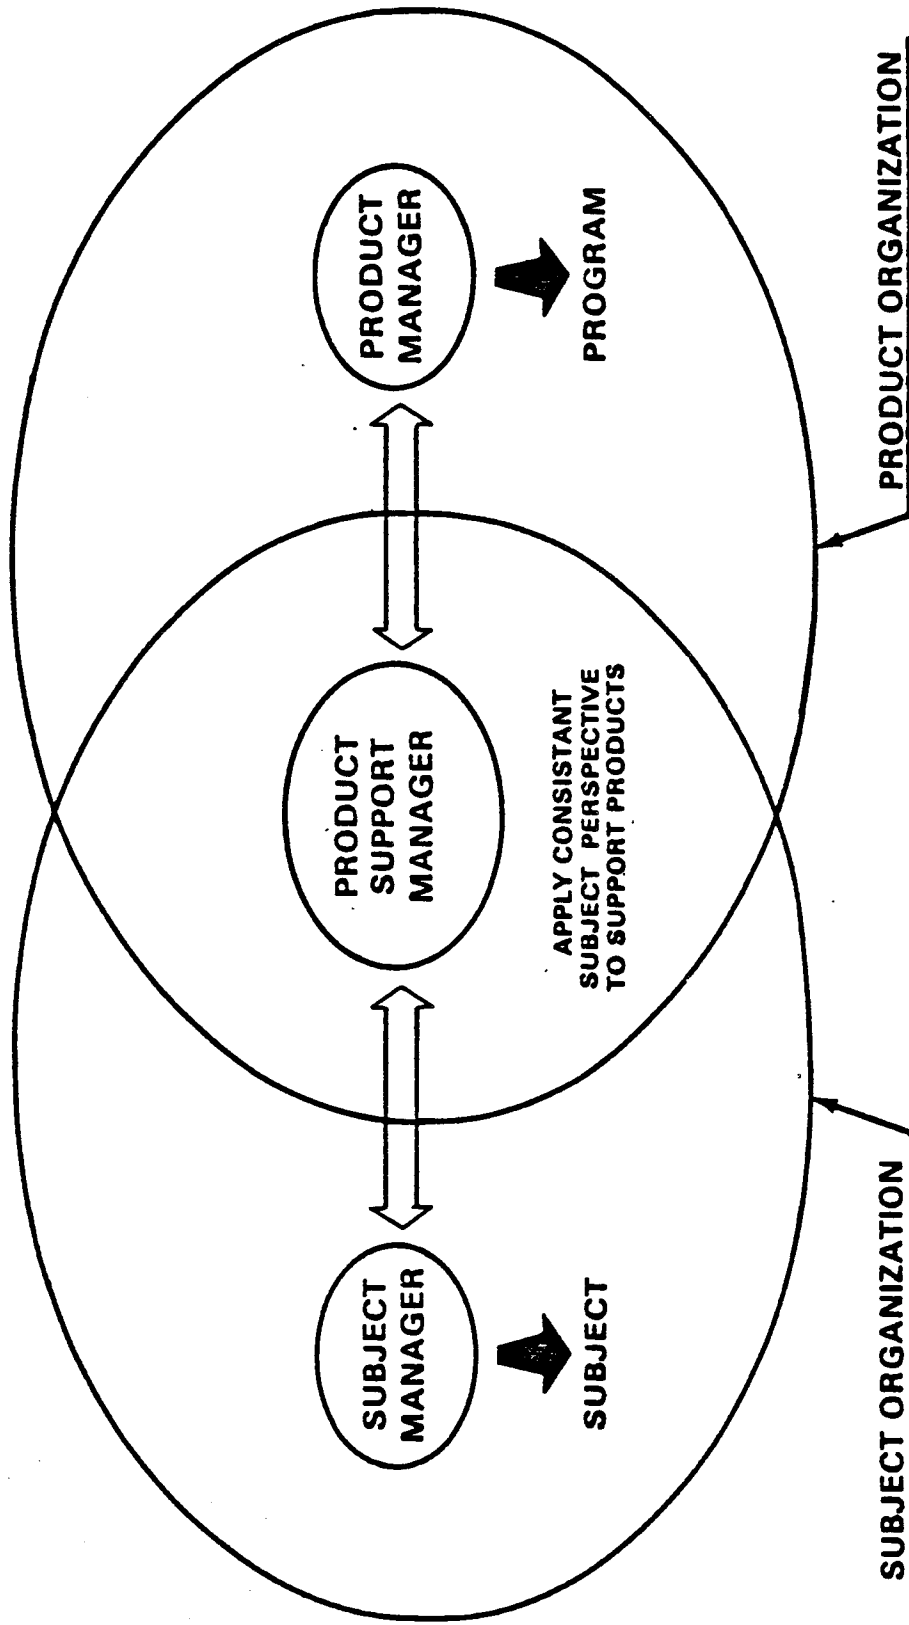 SUBJECT
MANAGER
SUBJECT
PRODUCT
SUPPORT
MANAGER
APPLY CONSISTANT
SUBJECT PERSPECTIVE
TO SUPPORT PRODUCTS
PRODUCT
MANAGER
PROGRAM
SUBJECT ORGANIZATION
PRODUCT ORGANIZATION